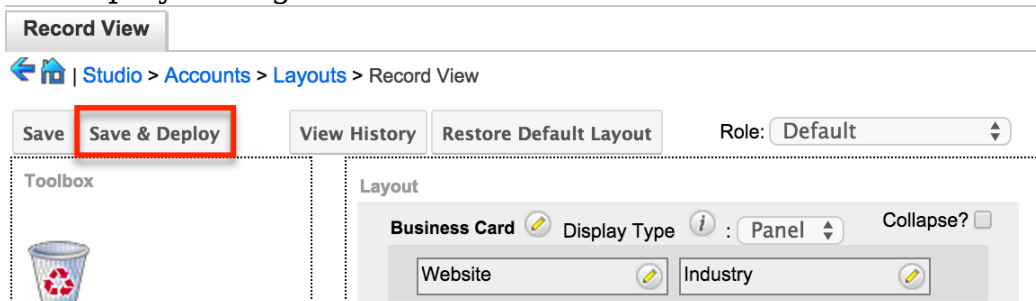 Record View
| Studio > Accounts > Layouts > Record View
Save Save & Deploy View History Restore Default Layout Role: Default
Toolbox
Layout
Business Card Display Type i : Panel Collapse?
Website Industry